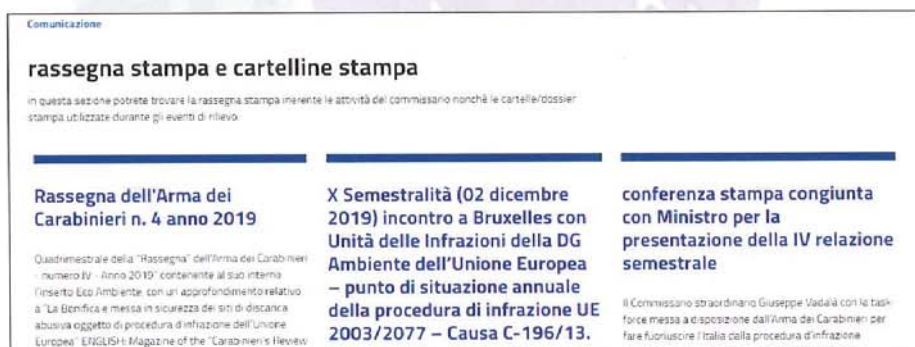 Comunicazione
rassegna stampa e cartelline stampa
in questa sezione potrete trovare la rassegna stampa inerente le attività del commissario nonchè le cartelle/dossier
stampa utilizzate durante gli eventi di rilievo.
Rassegna dell'Arma dei
Carabinieri n. 4 anno 2019
Quadrimestrale della "Rassegna" dell'Arma dei Carabinieri
- numero IV - Anno 2019" contenente al suo interno
l'inserto Eco Ambiente, con un approfondimento relativo
a "La Bonifica e messa in sicurezza dei siti di discarica
abusiva oggetto di procedura d'infrazione dell'Unione
Europea" ENGLISH: Magazine of the "Carabinieri's Review
X Semestralità (02 dicembre
2019) incontro a Bruxelles con
Unità delle Infrazioni della DG
Ambiente dell'Unione Europea
– punto di situazione annuale
della procedura di infrazione UE
2003/2077 – Causa C-196/13.
conferenza stampa congiunta
con Ministro per la
presentazione della IV relazione
semestrale
Il Commissario straordinario Giuseppe Vadalà con la task
force messa a disposizione dall'Arma dei Carabinieri per
fare fuoriuscire l'Italia dalla procedura d'infrazione